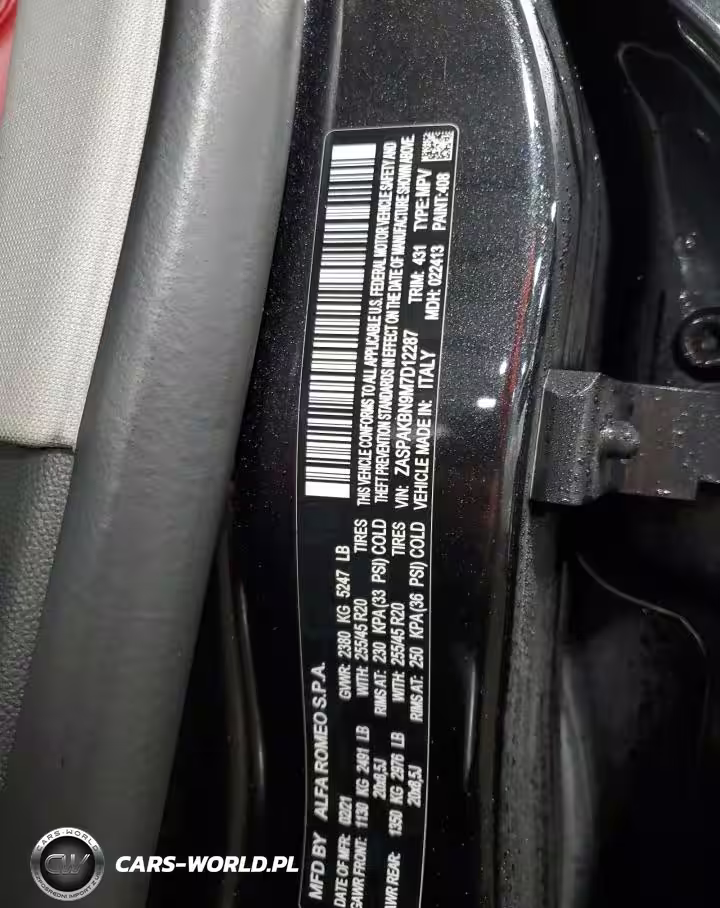 MFD BY ALFA ROMEO S.P.A.
DATE OF MFR: 02/21 GVWR: 2380 KG 5247 LB
GAWR FRONT: 1130 KG 2491 LB WITH: 255/45 R20 TIRES
20x8,5J RIMS AT: 230 KPA(33 PSI) COLD
AWR REAR: 1350 KG 2976 LB WITH: 255/45 R20 TIRES
20x8,5J RIMS AT: 250 KPA(36 PSI) COLD
THIS VEHICLE CONFORMS TO ALL APPLICABLE U.S. FEDERAL MOTOR VEHICLE SAFETY AND
THEFT PREVENTION STANDARDS IN EFFECT ON THE DATE OF MANUFACTURE SHOWN ABOVE.
VIN: ZASPAKBN9M7D12287 TRIM: 431 TYPE:MPV
VEHICLE MADE IN: ITALY MDH: 022413 PAINT:408
CARS-WORLD
CW
CARS-WORLD.PL